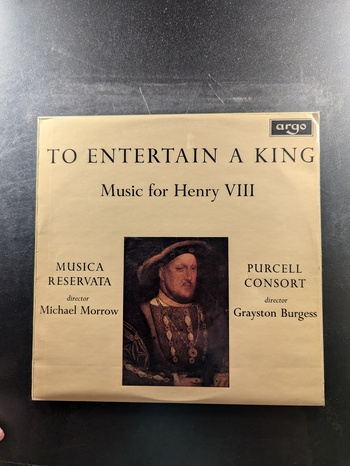 argo
TO ENTERTAIN A KING
Music for Henry VIII
MUSICA
RESERVATA
director
Michael Morrow
PURCELL
CONSORT
director
Grayston Burgess